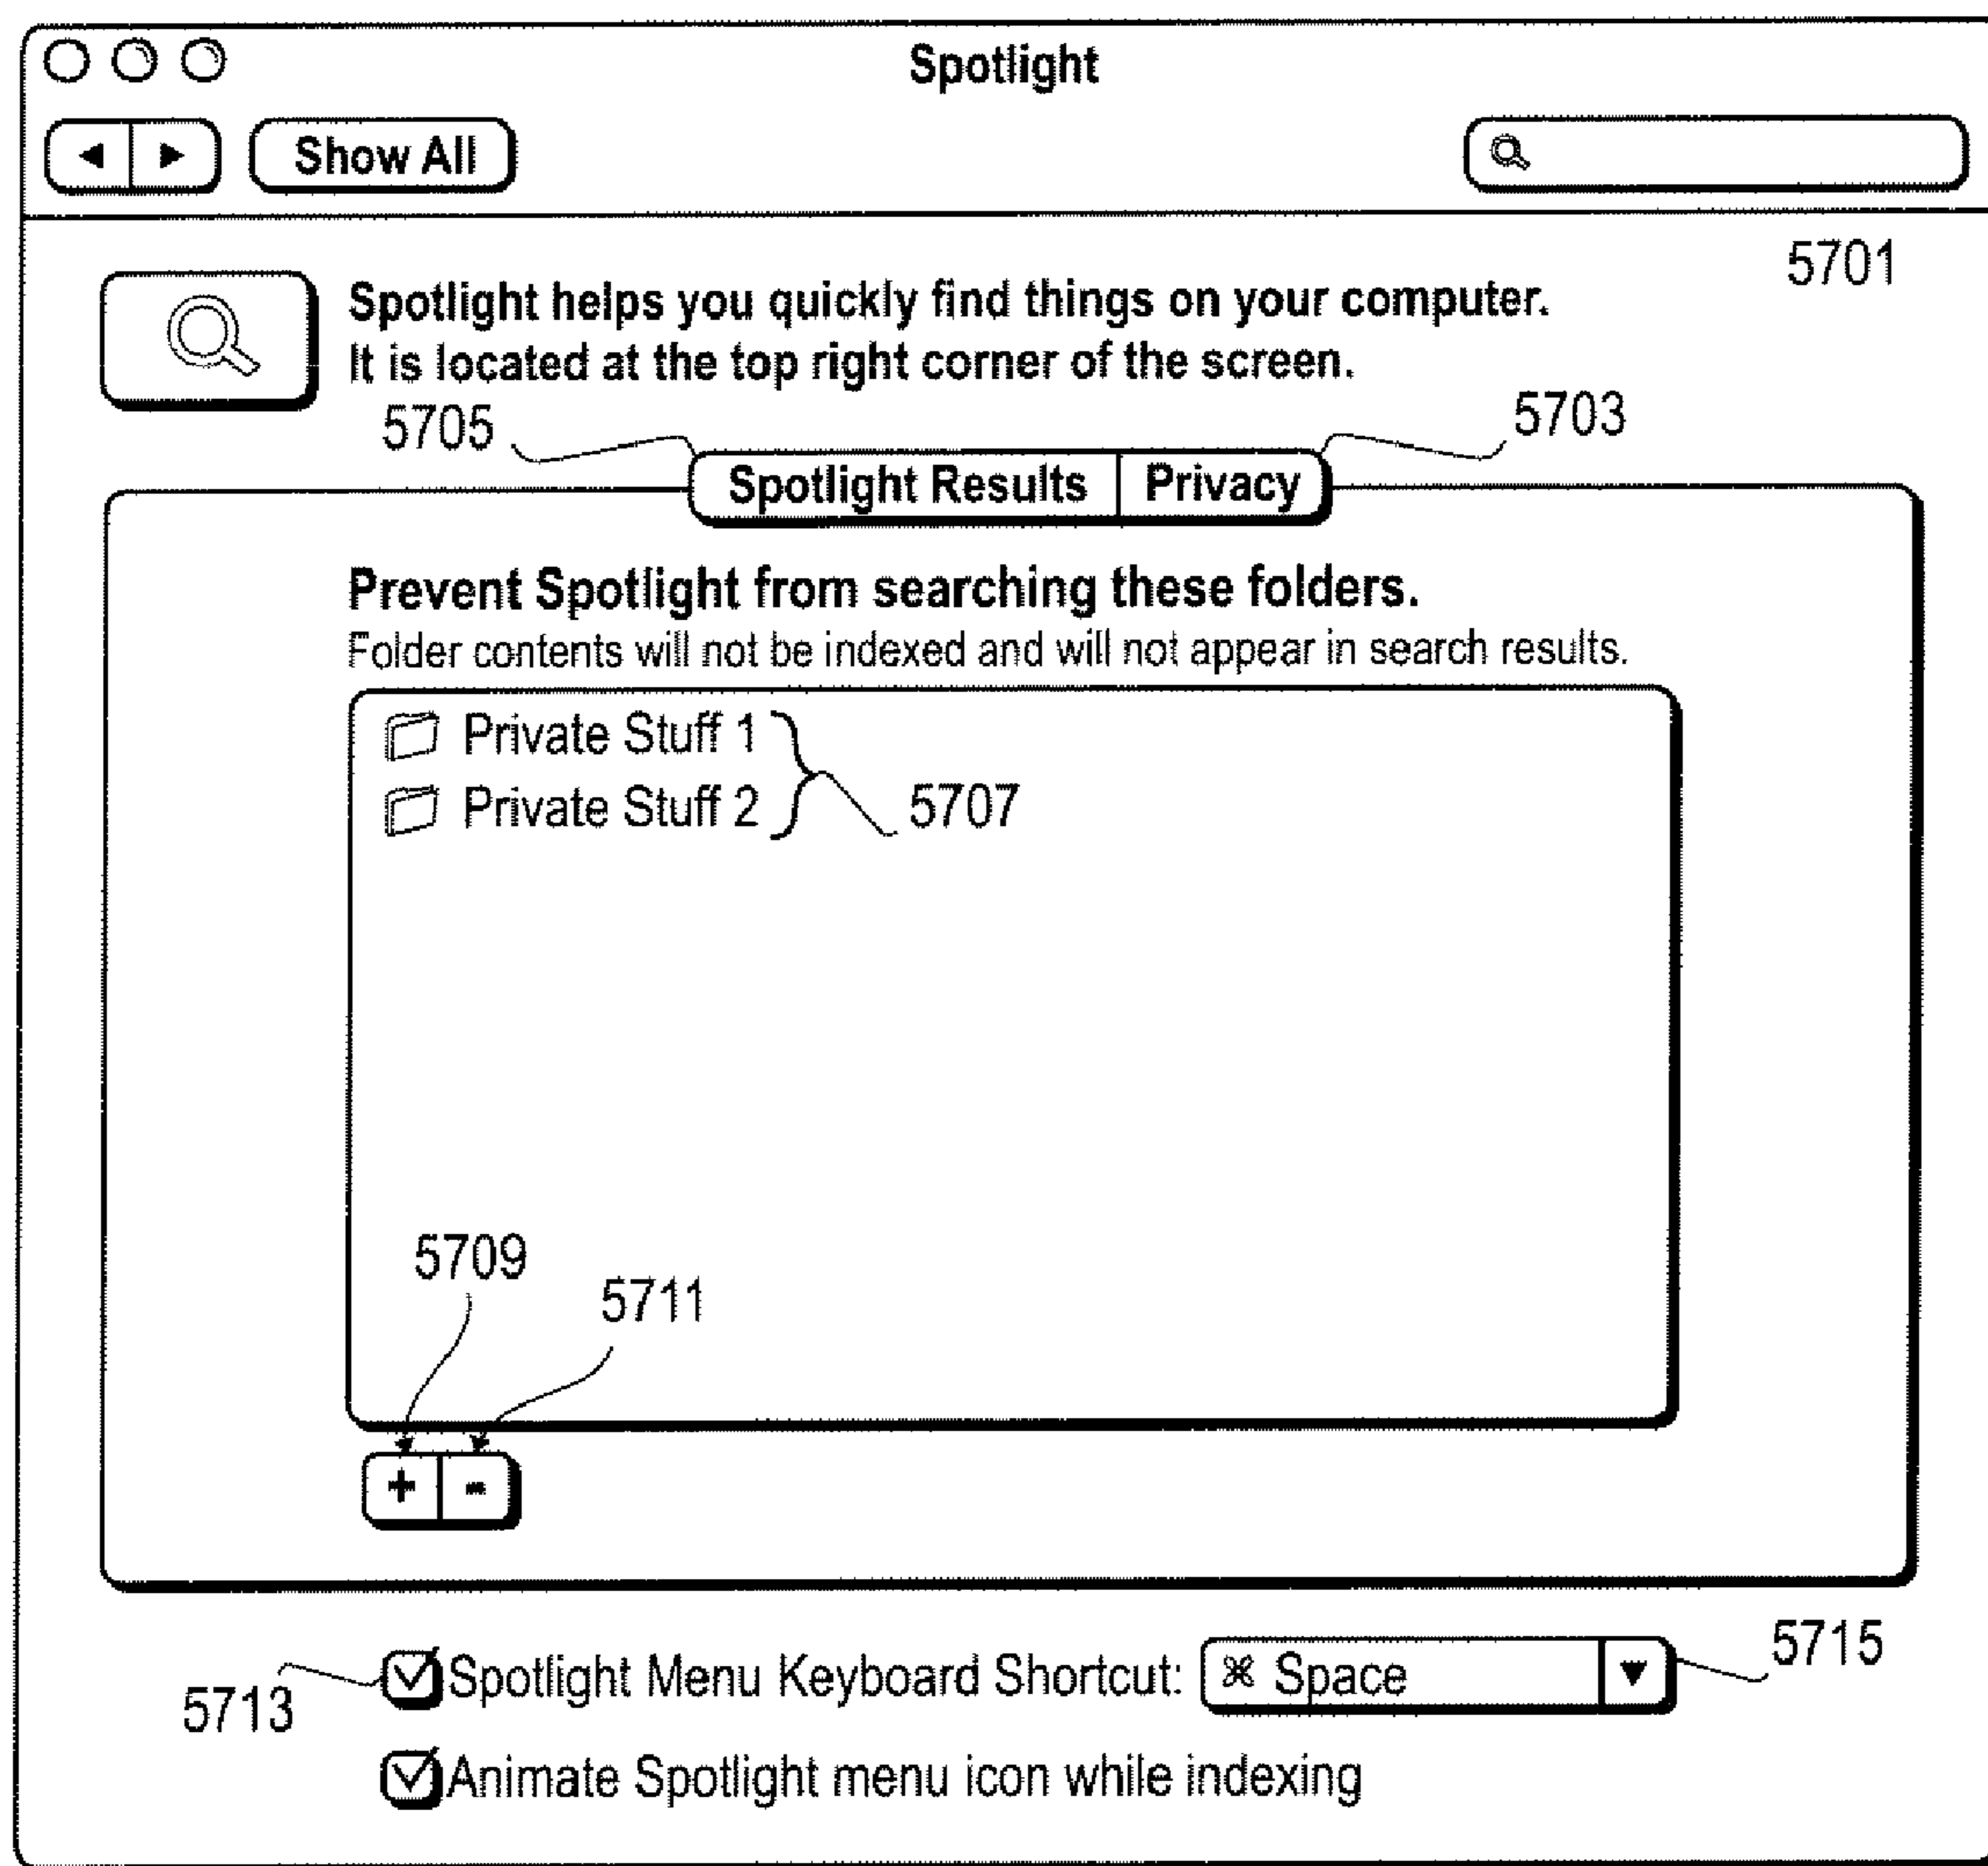 Spotlight
Show All
5701
Spotlight helps you quickly find things on your computer.
It is located at the top right corner of the screen.
5705
5703
Spotlight Results
Privacy
Prevent Spotlight from searching these folders.
Folder contents will not be indexed and will not appear in search results.
Private Stuff 1
Private Stuff 2
5707
5709
5711
+
-
5715
Spotlight Menu Keyboard Shortcut: ⌘ Space
5713
Animate Spotlight menu icon while indexing